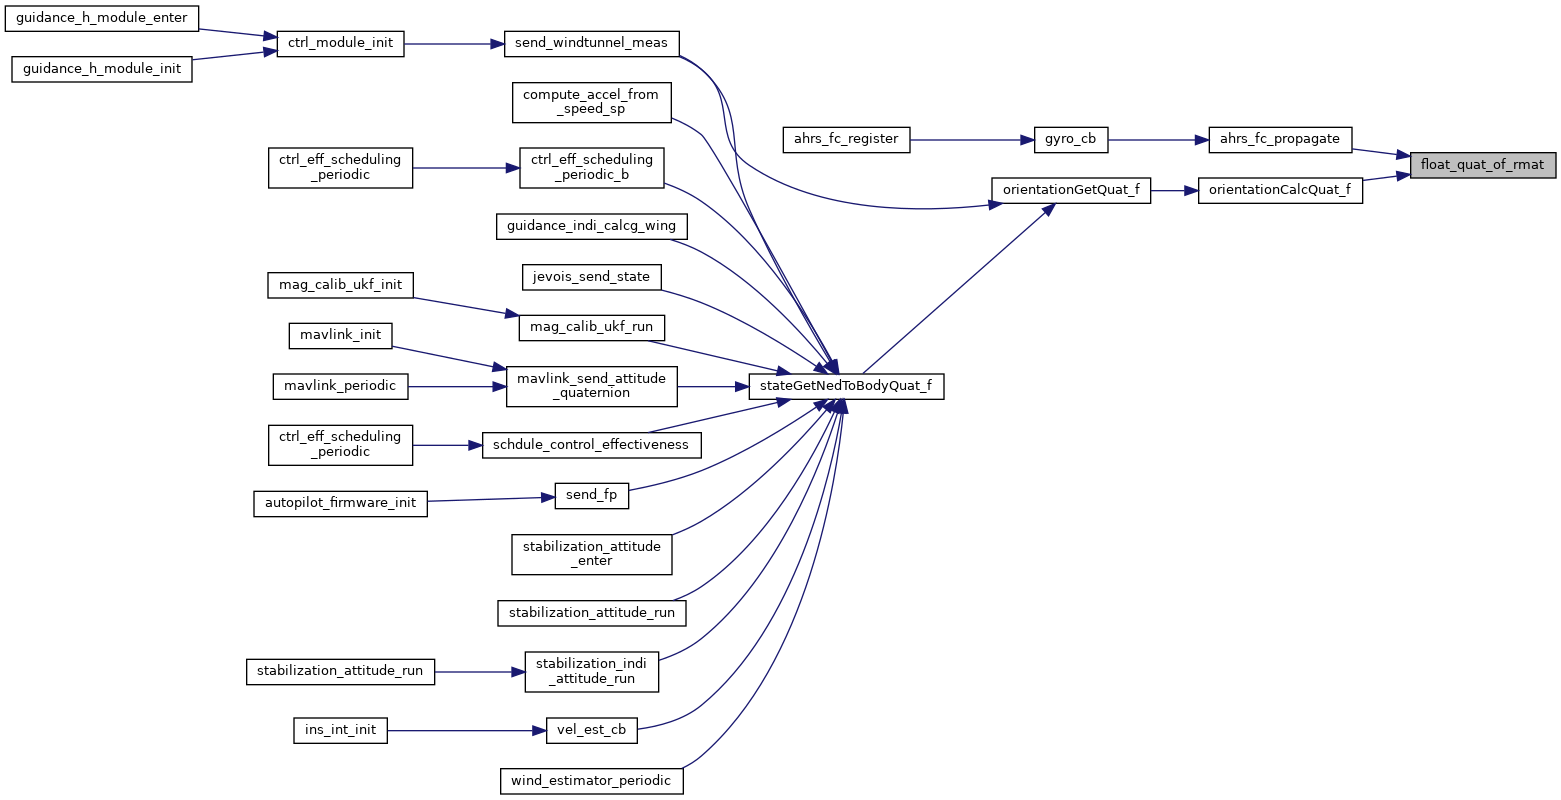 guidance_h_module_enter
ctrl_module_init
send_windtunnel_meas
guidance_h_module_init
compute_accel_from
_speed_sp
ahrs_fc_register
gyro_cb
ahrs_fc_propagate
float_quat_of_rmat
ctrl_eff_scheduling
_periodic
ctrl_eff_scheduling
_periodic_b
orientationGetQuat_f
orientationCalcQuat_f
guidance_indi_calcg_wing
jevois_send_state
mag_calib_ukf_init
mag_calib_ukf_run
mavlink_init
mavlink_periodic
mavlink_send_attitude
_quaternion
stateGetNedToBodyQuat_f
ctrl_eff_scheduling
_periodic
schdule_control_effectiveness
autopilot_firmware_init
send_fp
stabilization_attitude
_enter
stabilization_attitude_run
stabilization_attitude_run
stabilization_indi
_attitude_run
ins_int_init
vel_est_cb
wind_estimator_periodic